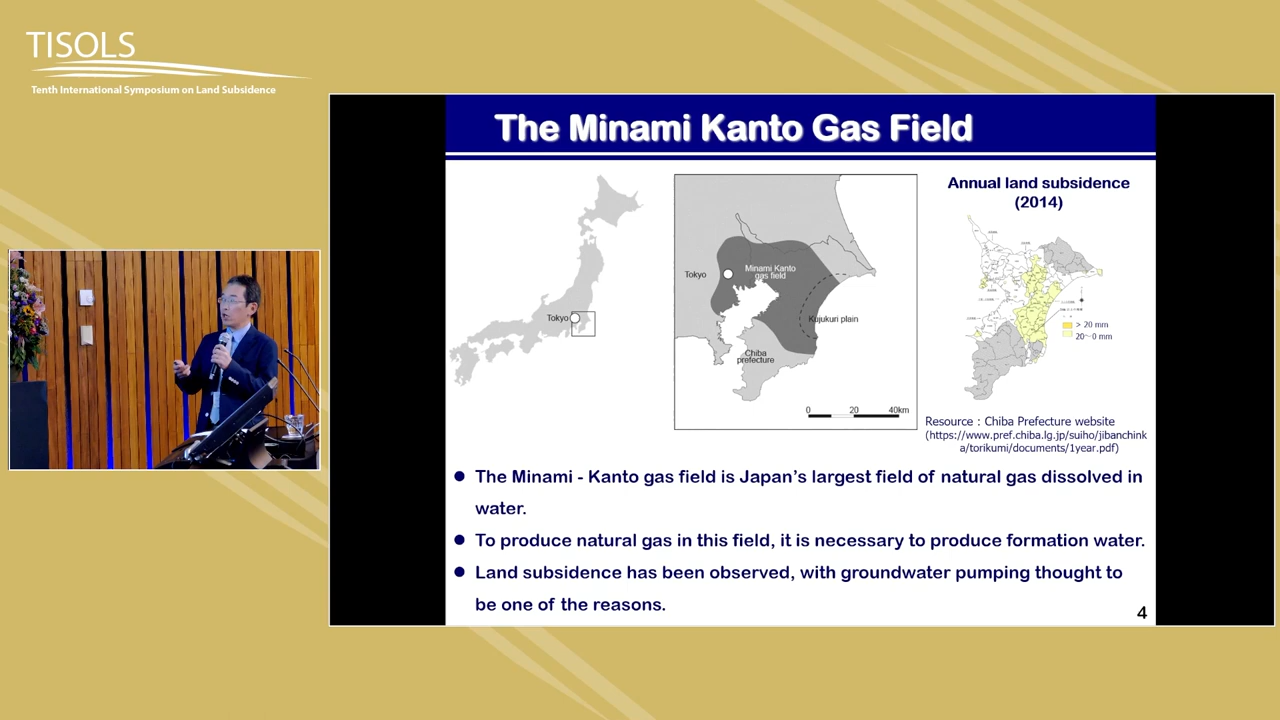 TISOLS
Tenth International Symposium on Land Subsidence
The Minami Kanto Gas Field
Tokyo
Tokyo
Minami Kanto
gas field
Kujukuri plain
Chiba
prefecture
0 20 40km
Annual land subsidence
(2014)
> 20 mm
20～0 mm
Resource : Chiba Prefecture website
(https://www.pref.chiba.lg.jp/suiho/jibanchink
a/torikumi/documents/1year.pdf)
● The Minami - Kanto gas field is Japan's largest field of natural gas dissolved in
water.
● To produce natural gas in this field, it is necessary to produce formation water.
● Land subsidence has been observed, with groundwater pumping thought to
be one of the reasons.
4